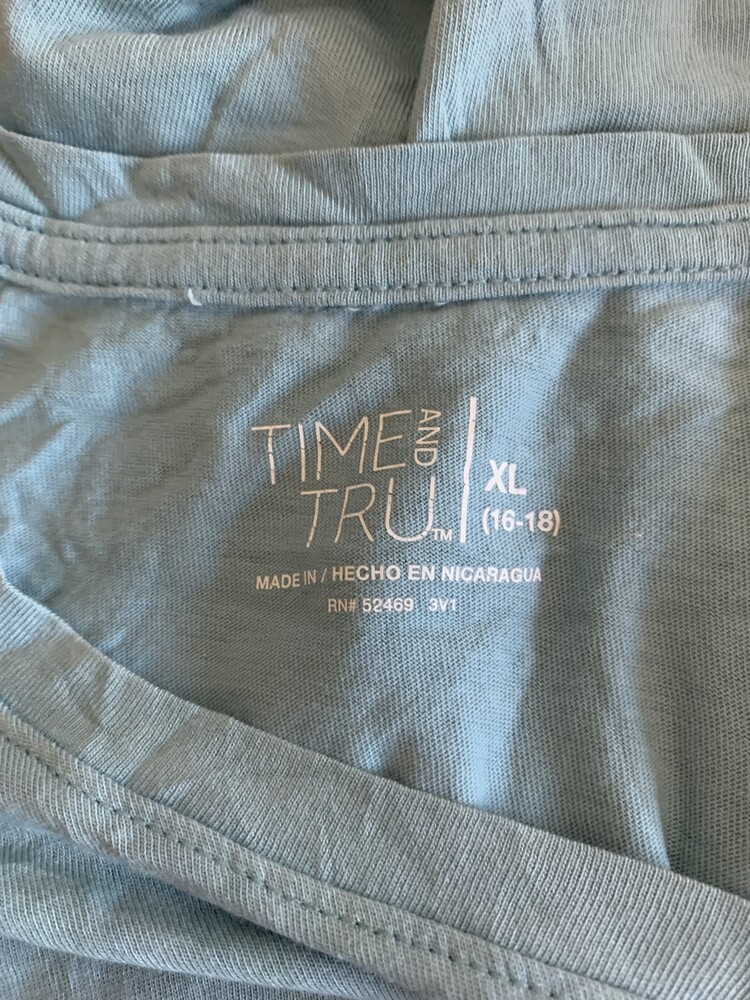 TIME AND
TRU™
XL
(16-18)
MADE IN / HECHO EN NICARAGUA
RN# 52469 3V1